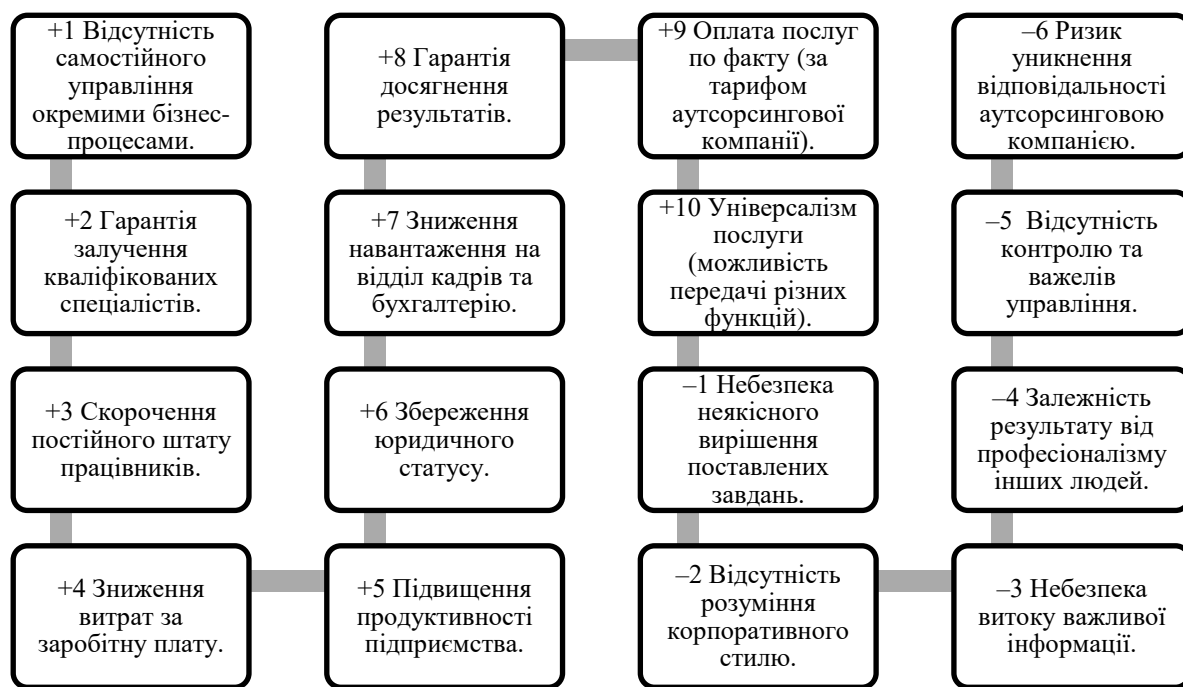 +1 Відсутність
самостійного
управління
окремими бізнес-
процесами.
+2 Гарантія
залучення
кваліфікованих
спеціалістів.
+3 Скорочення
постійного штату
працівників.
+4 Зниження
витрат за
заробітну плату.
+5 Підвищення
продуктивності
підприємства.
+6 Збереження
юридичного
статусу.
+7 Зниження
навантаження на
відділ кадрів та
бухгалтерію.
+8 Гарантія
досягнення
результатів.
+9 Оплата послуг
по факту (за
тарифом
аутсорсингової
компанії).
+10 Універсалізм
послуги
(можливість
передачі різних
функцій).
–1 Небезпека
неякісного
вирішення
поставлених
завдань.
–2 Відсутність
розуміння
корпоративного
стилю.
–3 Небезпека
витоку важливої
інформації.
–4 Залежність
результату від
професіоналізму
інших людей.
–5 Відсутність
контролю та
важелів
управління.
–6 Ризик
уникнення
відповідальності
аутсорсинговою
компанією.